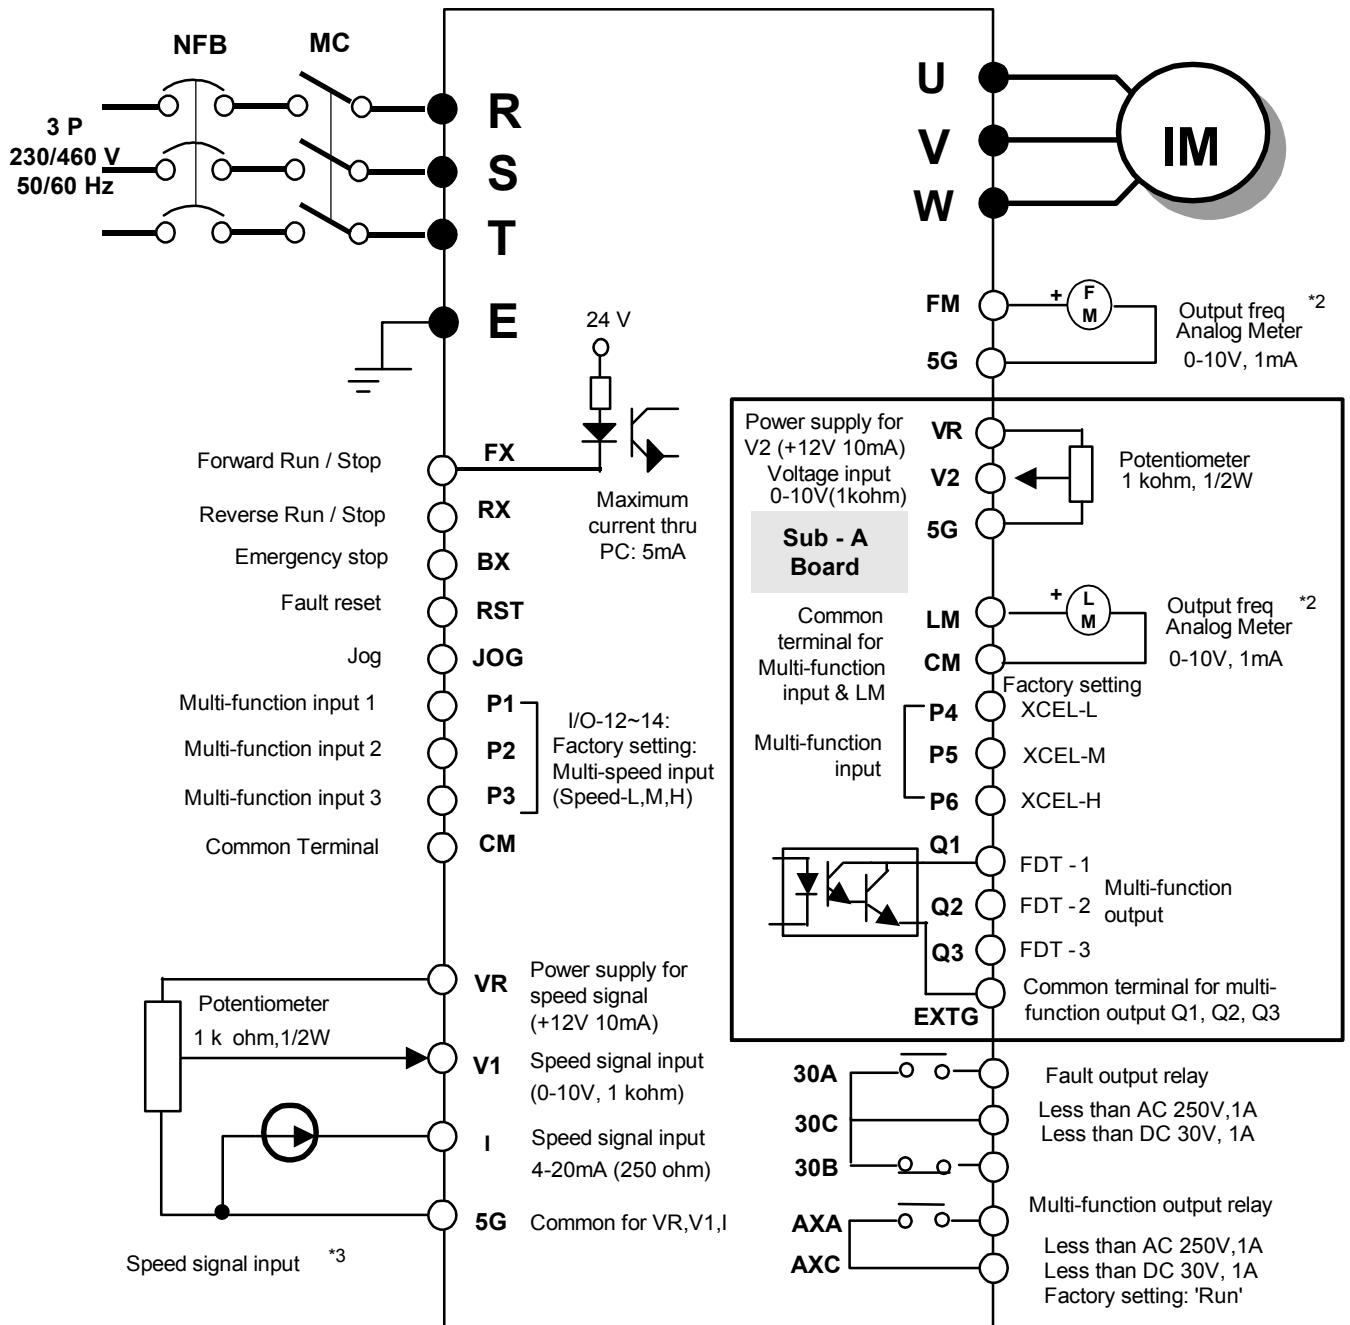 NFB
MC
3 P
230/460 V
50/60 Hz
R
S
T
E
U
V
W
IM
24 V
FM
5G
+
F
M
Output freq *2
Analog Meter
0-10V, 1mA
Forward Run / Stop
FX
Reverse Run / Stop
RX
Emergency stop
BX
Fault reset
RST
Jog
JOG
Multi-function input 1
P1
Multi-function input 2
P2
Multi-function input 3
P3
Common Terminal
CM
Maximum
current thru
PC: 5mA
I/O-12~14:
Factory setting:
Multi-speed input
(Speed-L,M,H)
Power supply for
V2 (+12V 10mA)
Voltage input
0-10V(1kohm)
VR
V2
5G
Potentiometer
1 kohm, 1/2W
Sub - A
Board
Common
terminal for
Multi-function
input & LM
LM
CM
+
L
M
Output freq *2
Analog Meter
0-10V, 1mA
Factory setting
Multi-function
input
P4
XCEL-L
P5
XCEL-M
P6
XCEL-H
Q1
FDT - 1
Q2
FDT - 2
Q3
FDT - 3
Multi-function
output
EXTG
Common terminal for multi-
function output Q1, Q2, Q3
Potentiometer
1 k ohm,1/2W
VR
Power supply for
speed signal
(+12V 10mA)
V1
Speed signal input
(0-10V, 1 kohm)
I
Speed signal input
4-20mA (250 ohm)
5G
Common for VR,V1,I
Speed signal input *3
30A
30C
30B
Fault output relay
Less than AC 250V,1A
Less than DC 30V, 1A
AXA
AXC
Multi-function output relay
Less than AC 250V,1A
Less than DC 30V, 1A
Factory setting: 'Run'